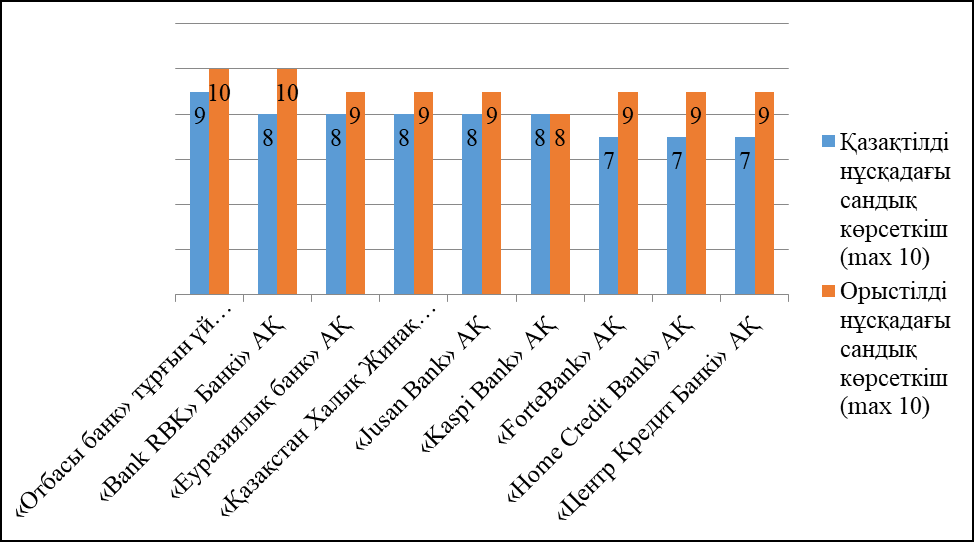 9 10 8 10 8 9 8 9 8 9 8 8 7 9 7 9 7 9
«Отбасы банк» тұрғын үй…
«Bank RBK» Банкі» АҚ
«Еуразиялық банк» АҚ
«Қазақстан Халық Жинақ…
«Jusan Bank» АҚ
«Kaspi Bank» АҚ
«ForteBank» АҚ
«Home Credit Bank» АҚ
«Центр Кредит Банкі» АҚ
Қазақтілді
нұсқадағы
сандық
көрсеткіш
(max 10)
Орыстілді
нұсқадағы
сандық
көрсеткіш
(max 10)